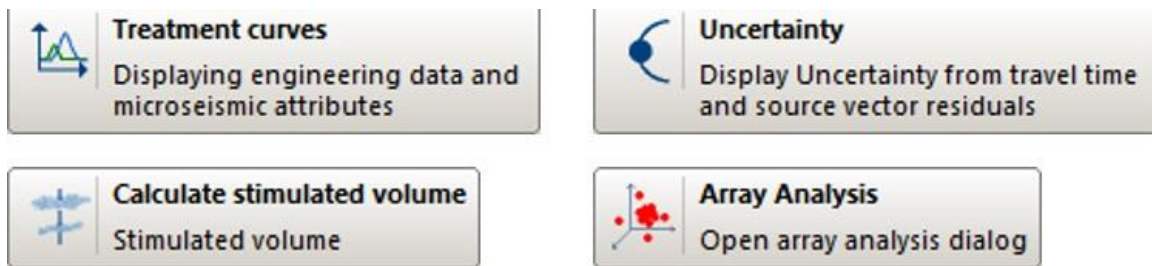 Treatment curves
Displaying engineering data and
microseismic attributes
Uncertainty
Display Uncertainty from travel time
and source vector residuals
Calculate stimulated volume
Stimulated volume
Array Analysis
Open array analysis dialog